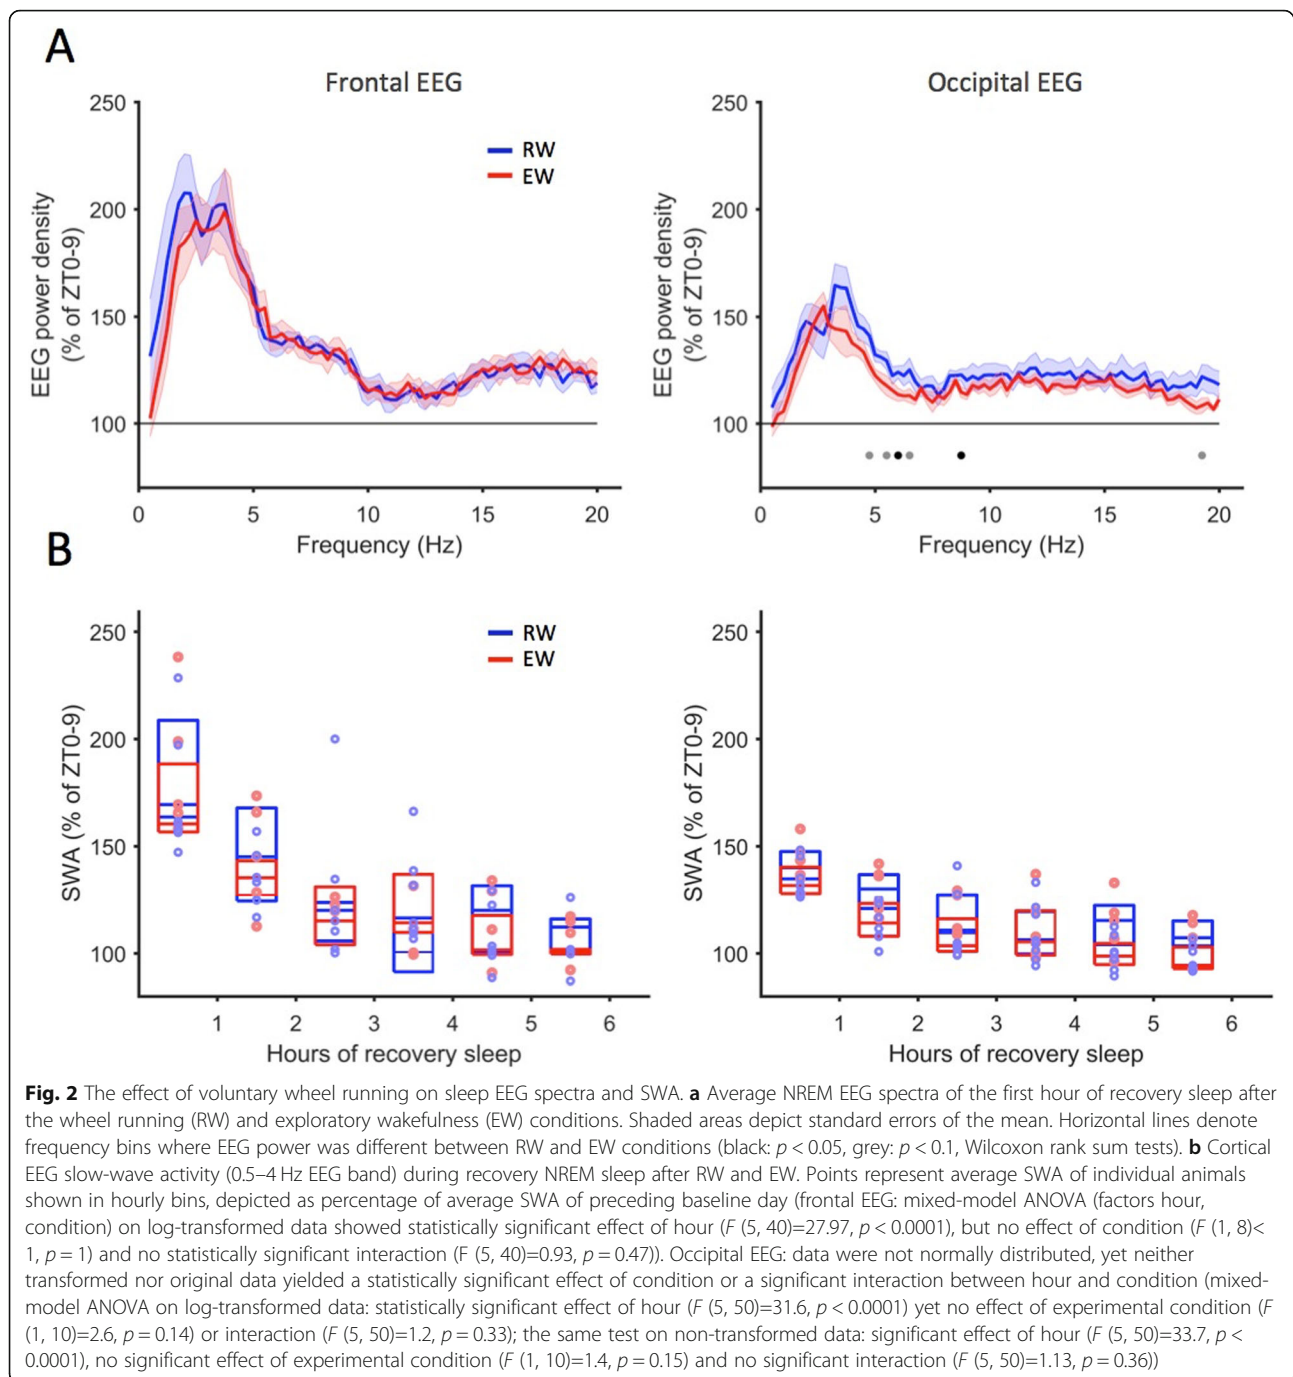 A
Frontal EEG
Occipital EEG
250
200
150
100
0
5
10
15
20
EEG power density
(% of ZT0-9)
Frequency (Hz)
RW
EW
250
200
150
100
0
5
10
15
20
EEG power density
(% of ZT0-9)
Frequency (Hz)
B
250
200
150
100
1
2
3
4
5
6
SWA (% of ZT0-9)
Hours of recovery sleep
RW
EW
250
200
150
100
1
2
3
4
5
6
SWA (% of ZT0-9)
Hours of recovery sleep
Fig. 2 The effect of voluntary wheel running on sleep EEG spectra and SWA. a Average NREM EEG spectra of the first hour of recovery sleep after
the wheel running (RW) and exploratory wakefulness (EW) conditions. Shaded areas depict standard errors of the mean. Horizontal lines denote
frequency bins where EEG power was different between RW and EW conditions (black: p < 0.05, grey: p < 0.1, Wilcoxon rank sum tests). b Cortical
EEG slow-wave activity (0.5–4 Hz EEG band) during recovery NREM sleep after RW and EW. Points represent average SWA of individual animals
shown in hourly bins, depicted as percentage of average SWA of preceding baseline day (frontal EEG: mixed-model ANOVA (factors hour,
condition) on log-transformed data showed statistically significant effect of hour (F (5, 40)=27.97, p < 0.0001), but no effect of condition (F (1, 8)<
1, p = 1) and no statistically significant interaction (F (5, 40)=0.93, p = 0.47)). Occipital EEG: data were not normally distributed, yet neither
transformed nor original data yielded a statistically significant effect of condition or a significant interaction between hour and condition (mixed-
model ANOVA on log-transformed data: statistically significant effect of hour (F (5, 50)=31.6, p < 0.0001) yet no effect of experimental condition (F
(1, 10)=2.6, p = 0.14) or interaction (F (5, 50)=1.2, p = 0.33); the same test on non-transformed data: significant effect of hour (F (5, 50)=33.7, p <
0.0001), no significant effect of experimental condition (F (1, 10)=1.4, p = 0.15) and no significant interaction (F (5, 50)=1.13, p = 0.36))